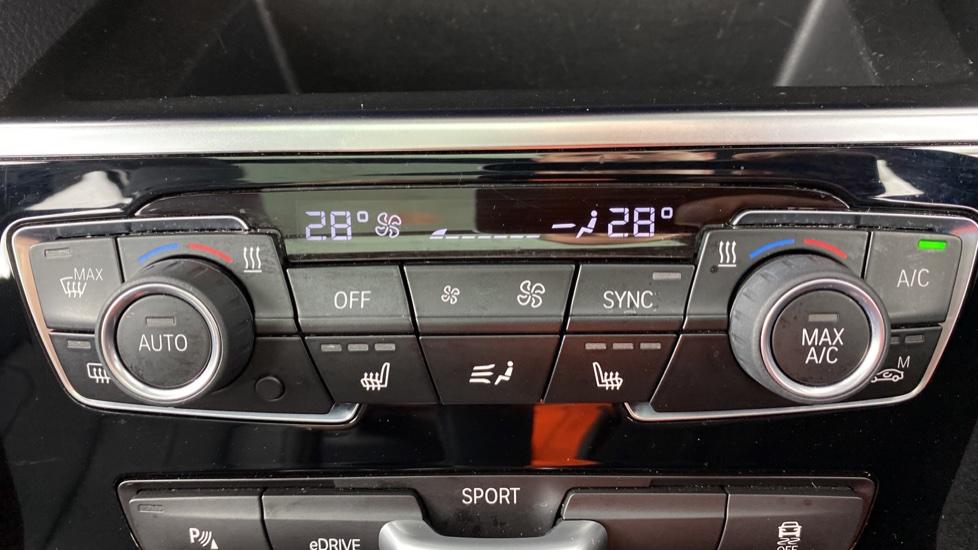 28° 28°
MAX A/C
OFF SYNC
AUTO MAX
A/C
M
SPORT
P
eDRIVE OFF